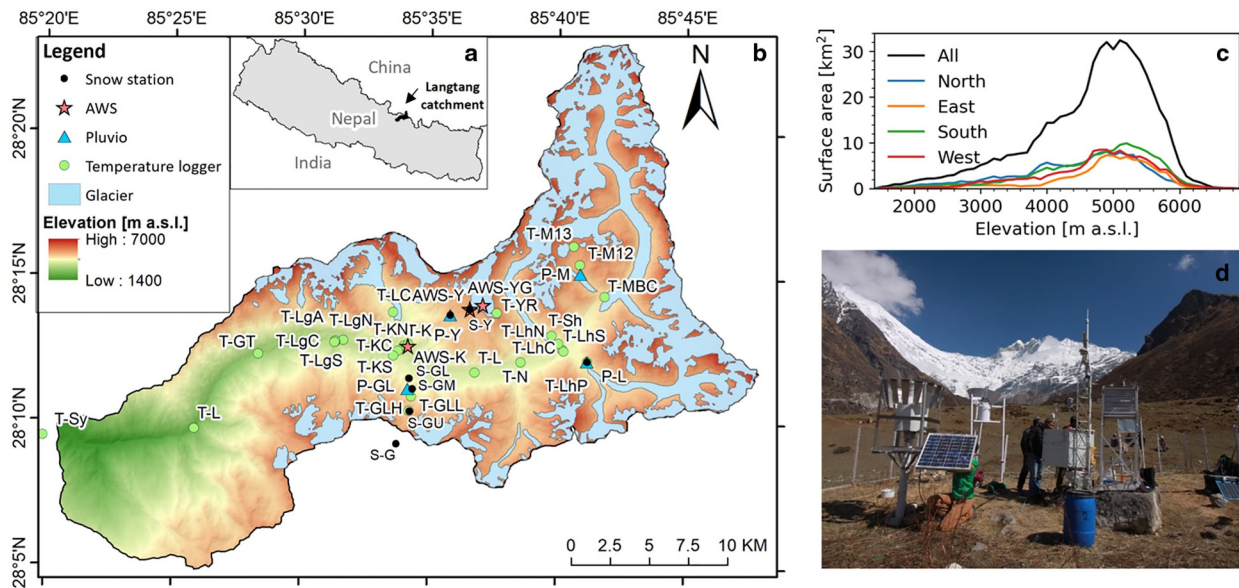 85°20'E 85°25'E 85°30'E 85°35'E 85°40'E 85°45'E
Legend
Snow station
AWS
Pluvio
Temperature logger
Glacier
Elevation [m a.s.l.]
High : 7000
Low : 1400
a
China
Langtang
catchment
Nepal
India
b
N
28°20'N
28°15'N
28°10'N
28°5'N
T-M13
T-M12
P-M
T-MBC
T-LC
AWS-Y
AWS-YG
T-YR
S-Y
P-Y
T-LgA
T-LgN
T-LgC
T-LgS
T-GT
T-KN
T-K
T-KC
T-KS
AWS-K
T-LhN
T-Sh
T-LhS
T-LhC
T-L
T-N
S-GL
S-GM
P-GL
T-GLH
T-GLL
S-GU
S-G
T-LhP
P-L
T-L
T-Sy
0 2.5 5 7.5 10 KM
c
Surface area [km²]
30
20
10
0
All
North
East
South
West
2000 3000 4000 5000 6000
Elevation [m a.s.l.]
d